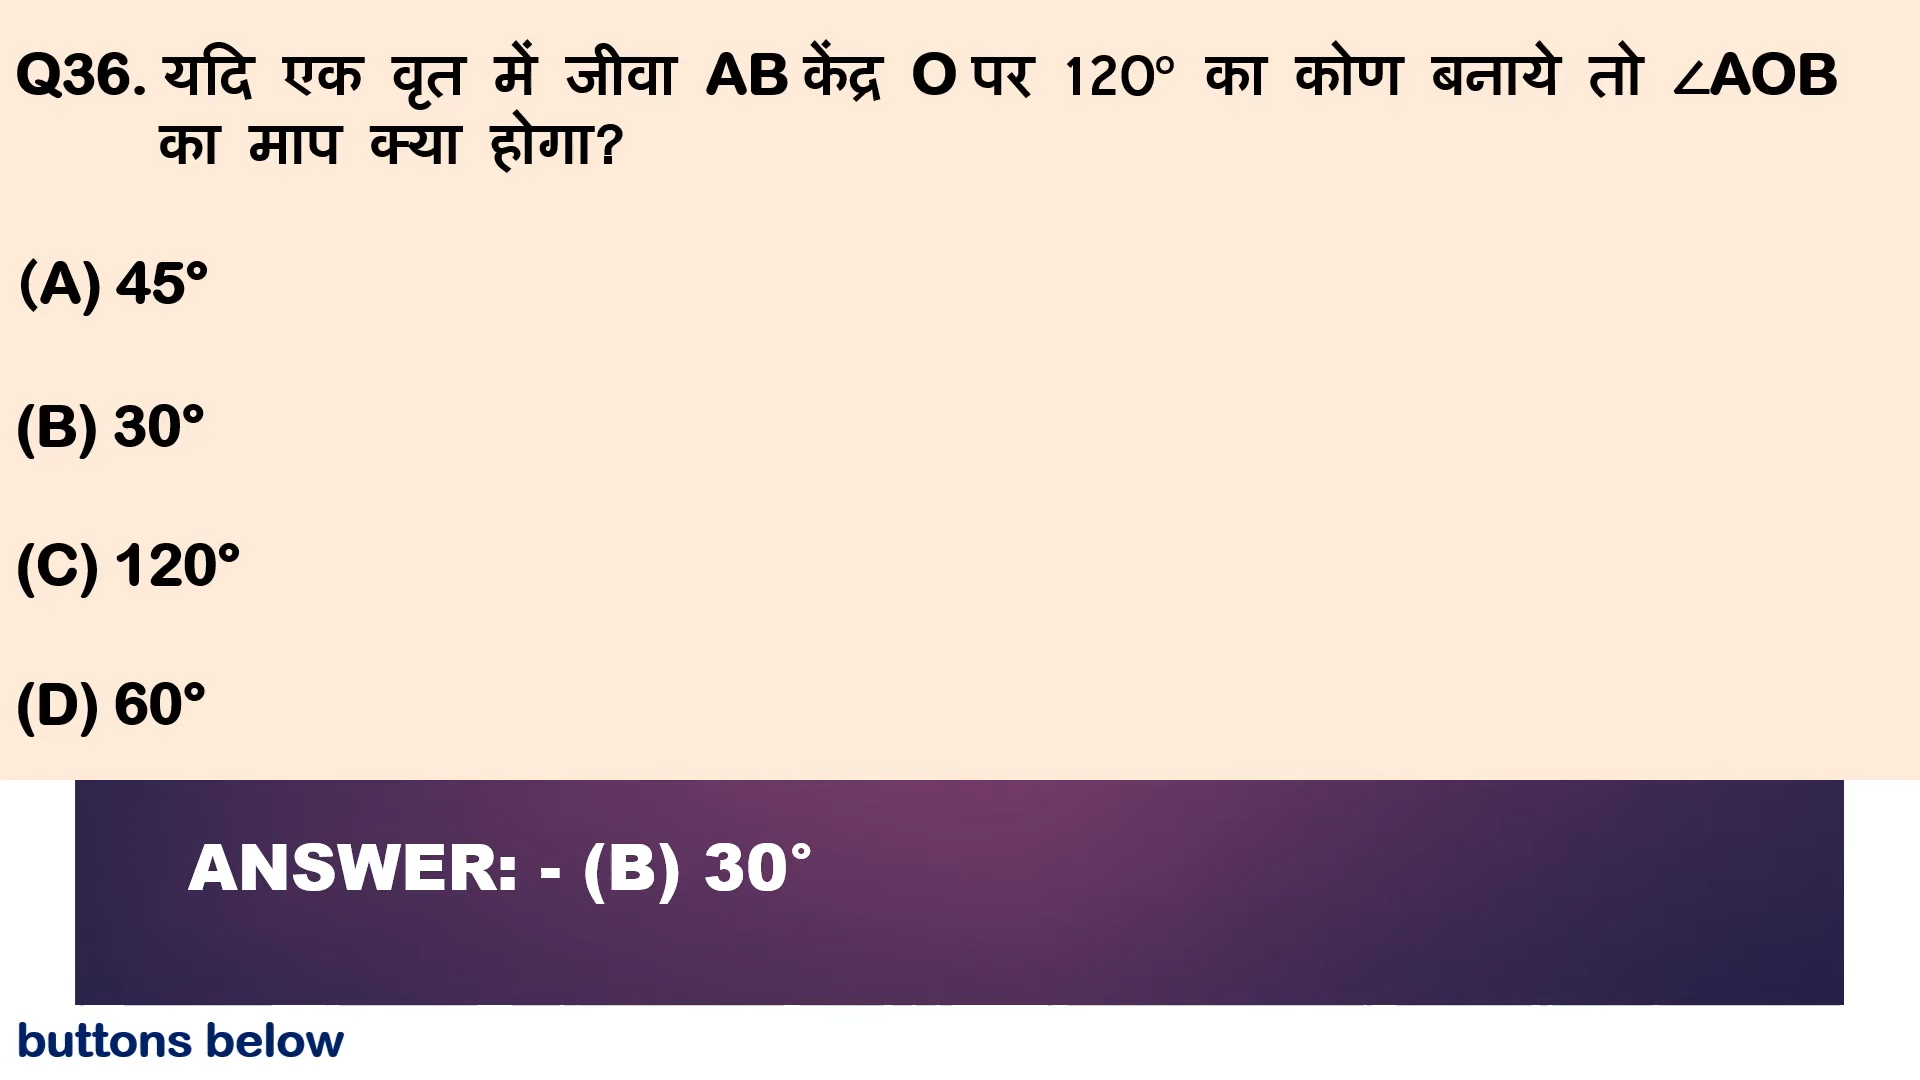 Q36. यदि एक वृत में जीवा AB केंद्र O पर 120° का कोण बनाये तो ∠AOB
का माप क्या होगा?
(A) 45°
(B) 30°
(C) 120°
(D) 60°
ANSWER: - (B) 30°
buttons below